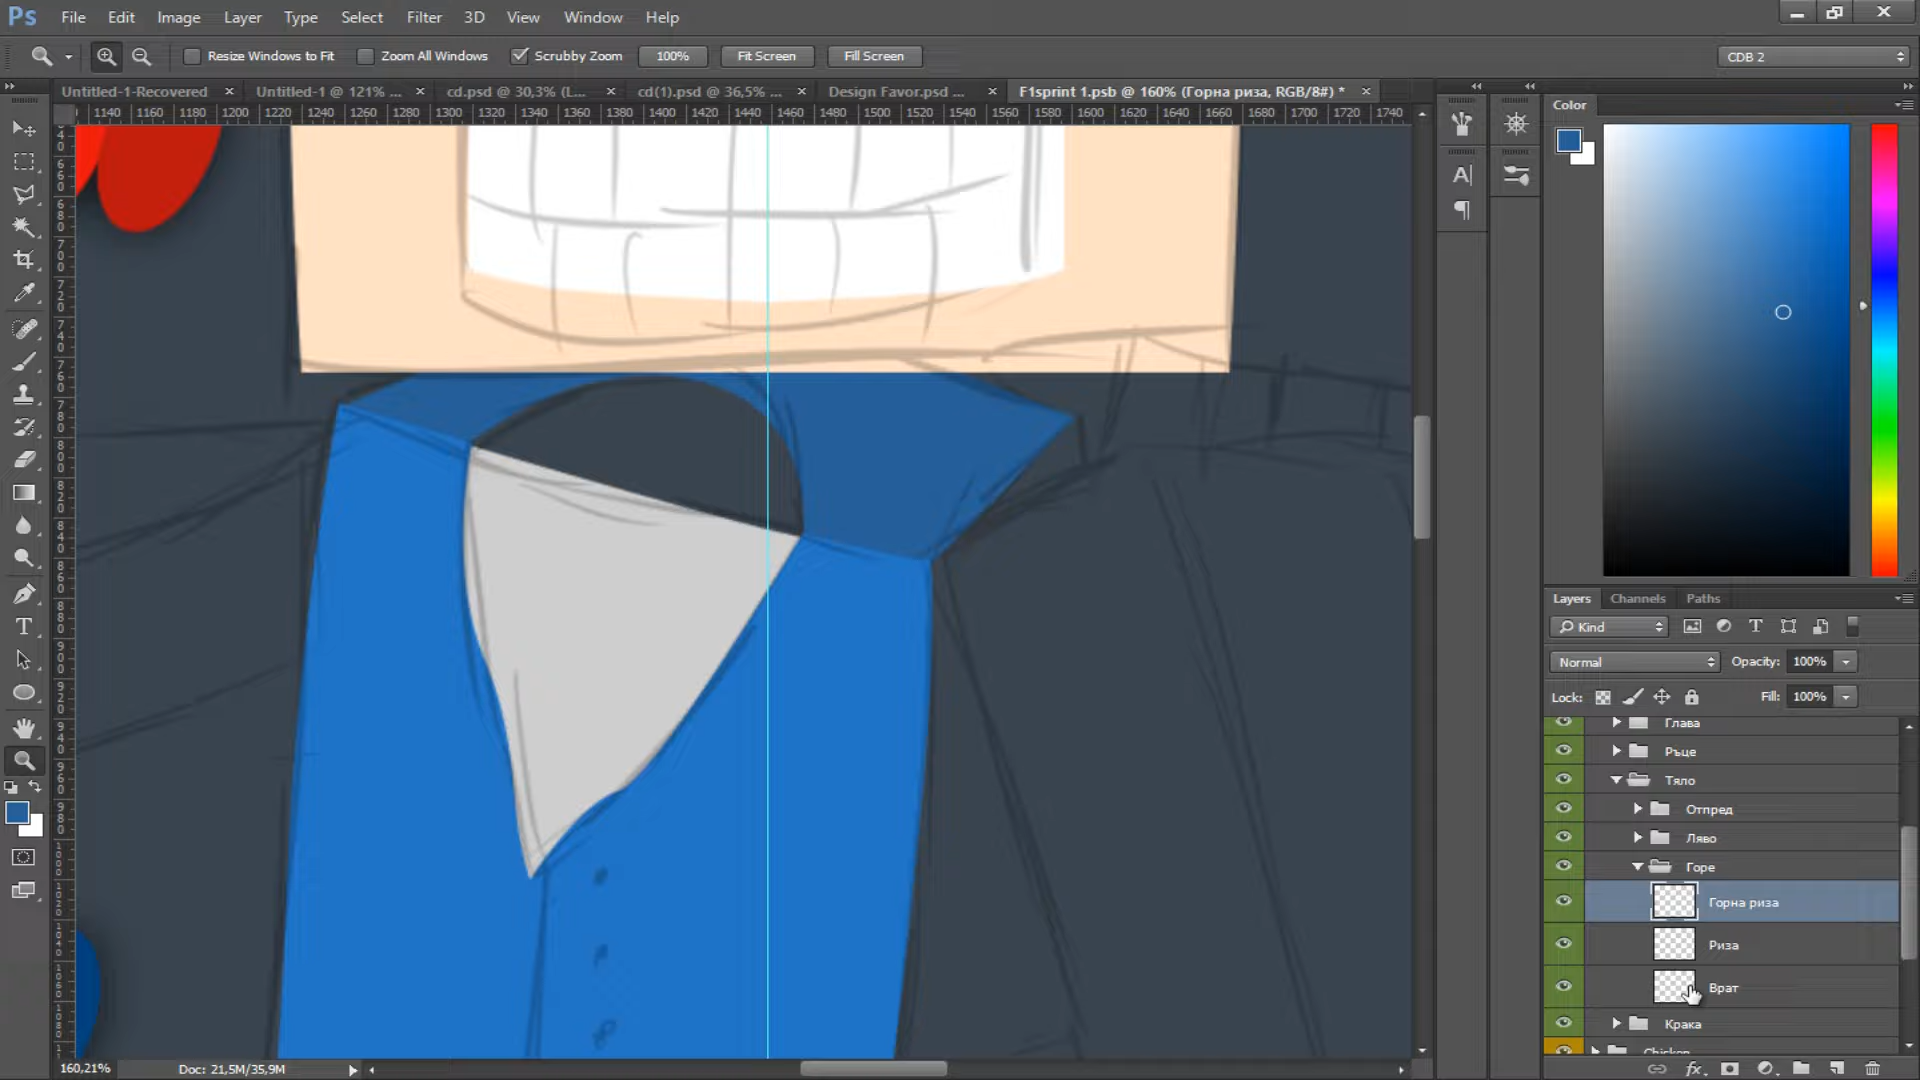 Ps File Edit Image Layer Type Select Filter 3D View Window Help
Resize Windows to Fit Zoom All Windows Scrubby Zoom 100% Fit Screen Fill Screen CDB 2
Untitled-1-Recovered Untitled-1 @ 121% ... cd.psd @ 30,3% (L... cd(1).psd @ 36,5% ... Design Favor.psd ... F1sprint 1.psb @ 160% (Горна риза, RGB/8#) *
1140 1160 1180 1200 1220 1240 1260 1280 1300 1320 1340 1360 1380 1400 1420 1440 1460 1480 1500 1520 1540 1560 1580 1600 1620 1640 1660 1680 1700 1720 1740
Color
Layers Channels Paths
Kind
Normal Opacity: 100%
Lock: Fill: 100%
Глава
Ръце
Тяло
Отпред
Ляво
Горе
Горна риза
Риза
Врат
Крака
Chicken
160,21% Doc: 21,5M/35,9M